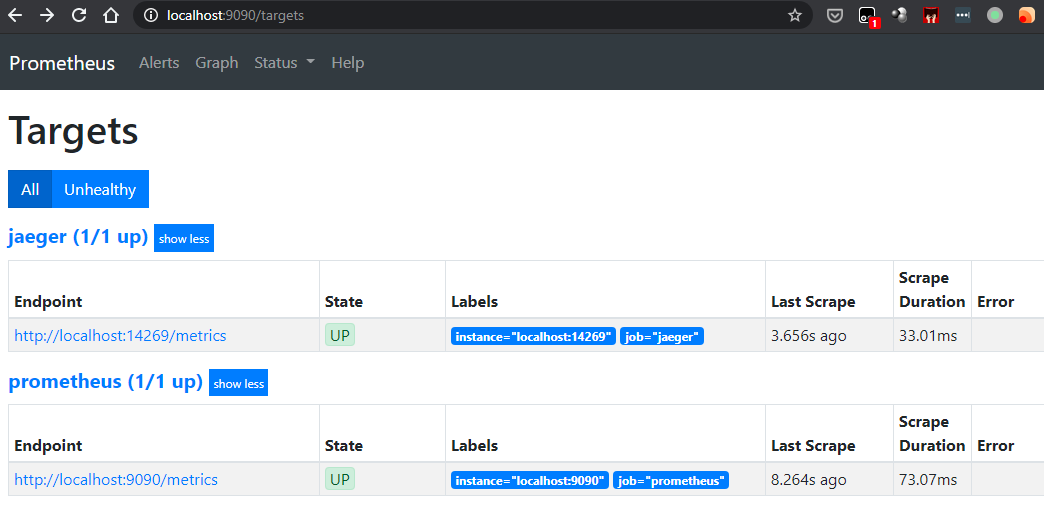 localhost:9090/targets
1
Prometheus Alerts Graph Status Help
Targets
All Unhealthy
jaeger (1/1 up) show less
Endpoint State Labels Last Scrape Scrape Duration Error
http://localhost:14269/metrics UP instance="localhost:14269" job="jaeger" 3.656s ago 33.01ms
prometheus (1/1 up) show less
Endpoint State Labels Last Scrape Scrape Duration Error
http://localhost:9090/metrics UP instance="localhost:9090" job="prometheus" 8.264s ago 73.07ms